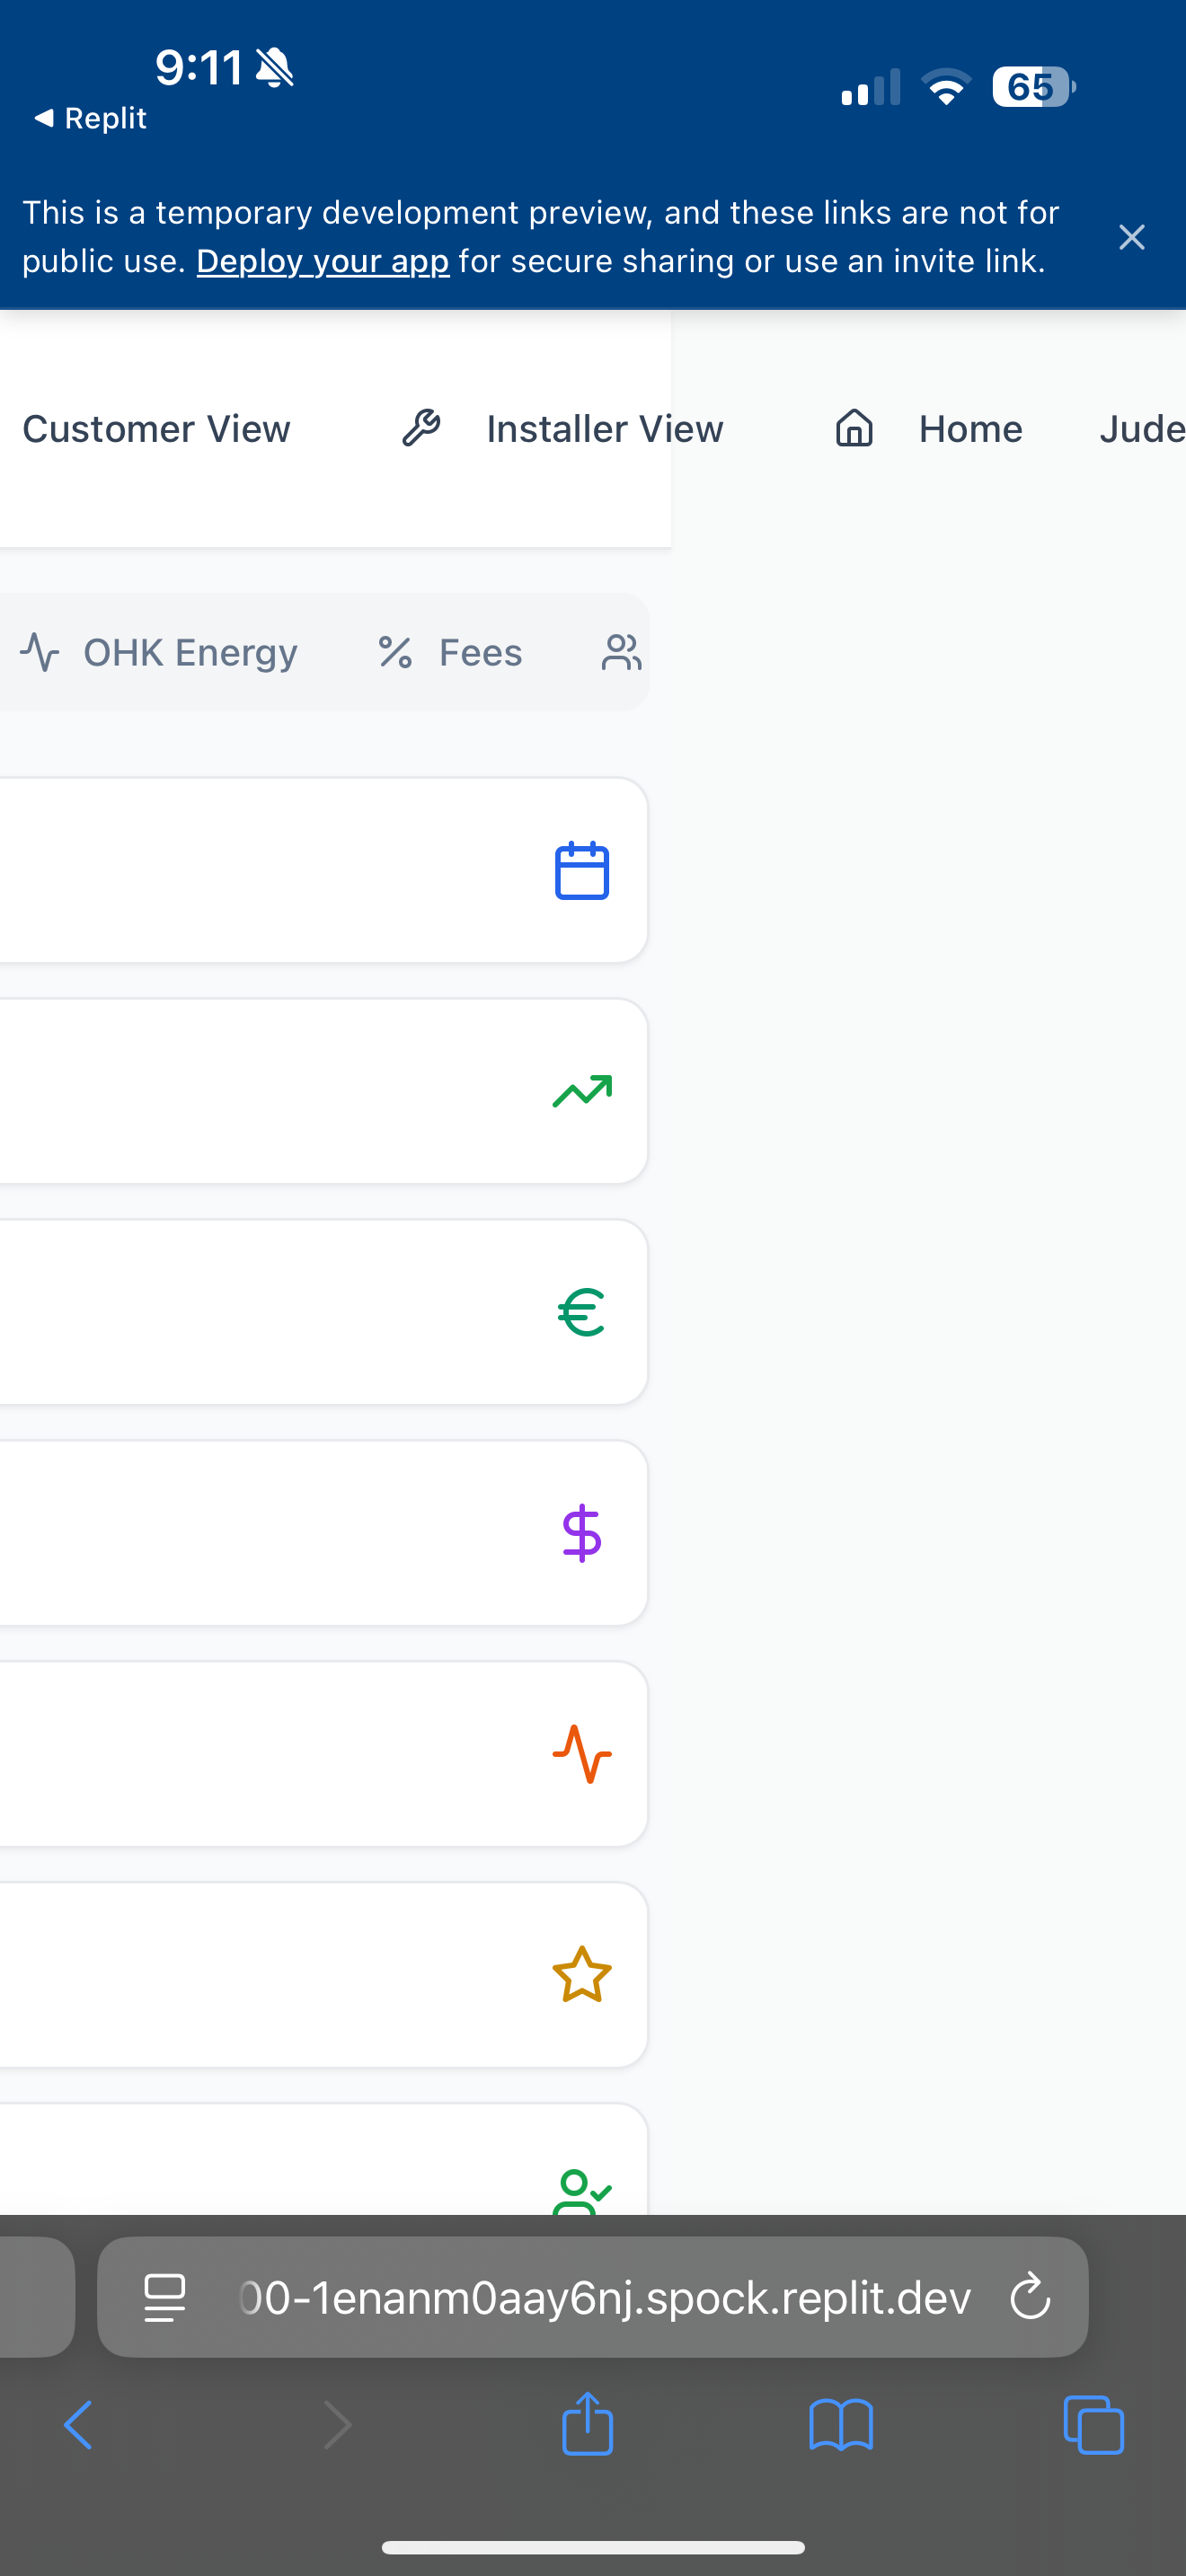 9:11
65
Replit
This is a temporary development preview, and these links are not for
public use. Deploy your app for secure sharing or use an invite link.
Customer View Installer View Home Jude
OHK Energy Fees
00-1enanm0aay6nj.spock.replit.dev